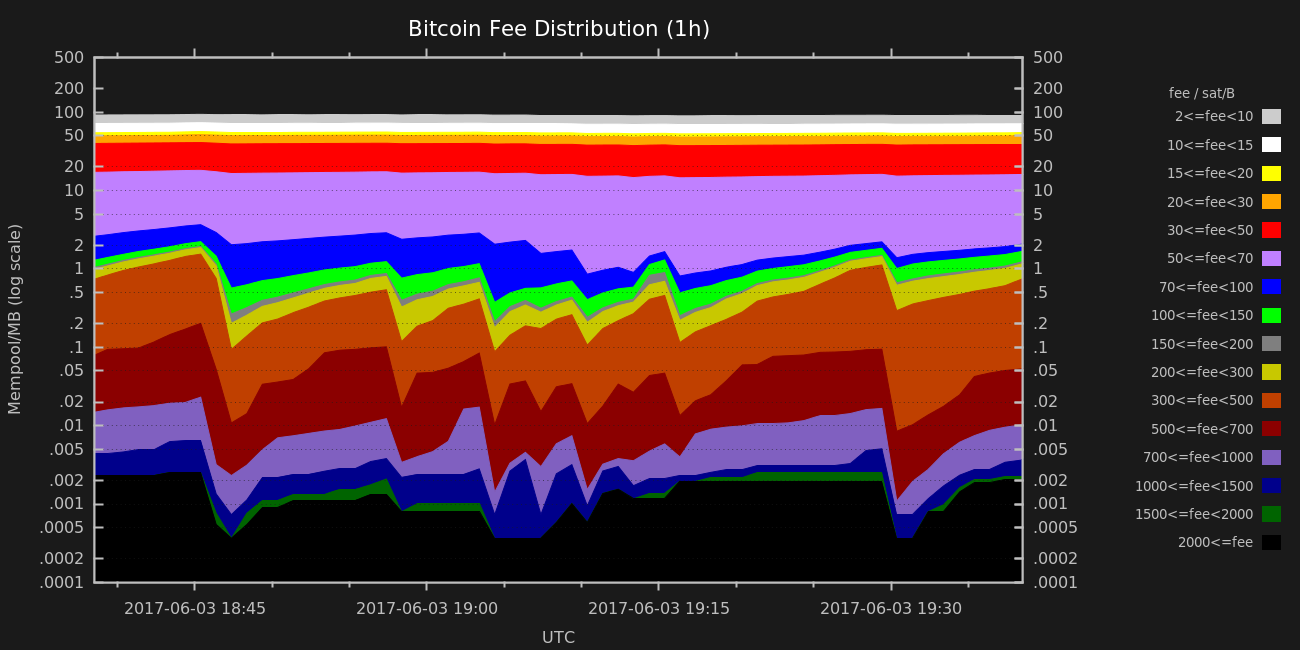 Bitcoin Fee Distribution (1h)
Mempool/MB (log scale)
500
200
100
50
20
10
5
2
1
.5
.2
.1
.05
.02
.01
.005
.002
.001
.0005
.0002
.0001
500
200
100
50
20
10
5
2
1
.5
.2
.1
.05
.02
.01
.005
.002
.001
.0005
.0002
.0001
2017-06-03 18:45
2017-06-03 19:00
2017-06-03 19:15
2017-06-03 19:30
UTC
fee / sat/B
2<=fee<10
10<=fee<15
15<=fee<20
20<=fee<30
30<=fee<50
50<=fee<70
70<=fee<100
100<=fee<150
150<=fee<200
200<=fee<300
300<=fee<500
500<=fee<700
700<=fee<1000
1000<=fee<1500
1500<=fee<2000
2000<=fee